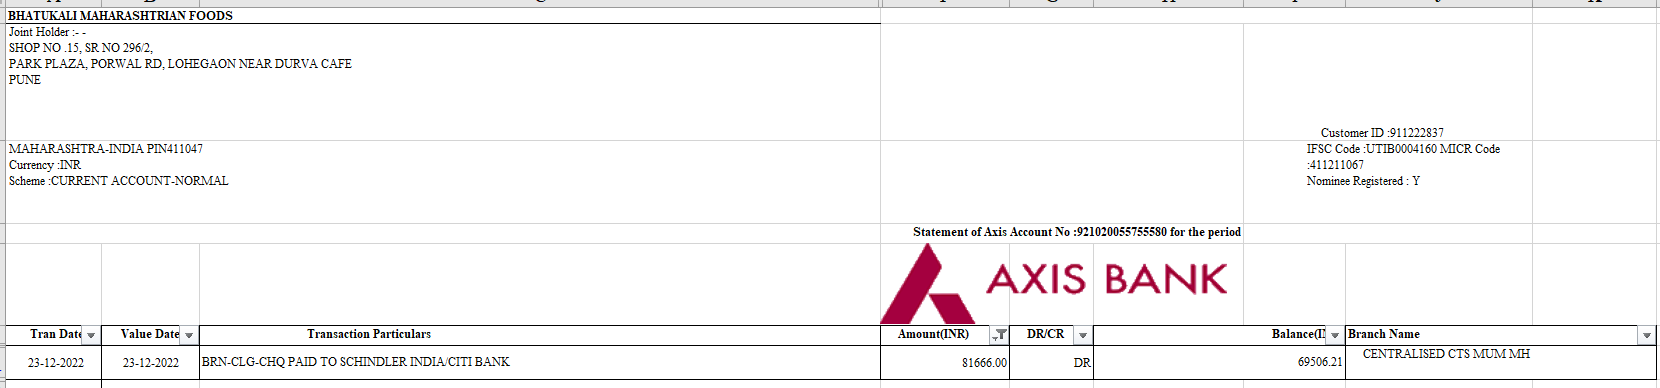 BHATUKALI MAHARASHTRIAN FOODS
Joint Holder :- -
SHOP NO .15, SR NO 296/2,
PARK PLAZA, PORWAL RD, LOHEGAON NEAR DURVA CAFE
PUNE
Customer ID :911222837
MAHARASHTRA-INDIA PIN411047
Currency :INR
Scheme :CURRENT ACCOUNT-NORMAL
IFSC Code :UTIB0004160 MICR Code
:411211067
Nominee Registered : Y
Statement of Axis Account No :921020055755580 for the period
AXIS BANK
Tran Date Value Date Transaction Particulars Amount(INR) DR/CR Balance(IN Branch Name
23-12-2022 23-12-2022 BRN-CLG-CHQ PAID TO SCHINDLER INDIA/CITI BANK 81666.00 DR 69506.21 CENTRALISED CTS MUM MH